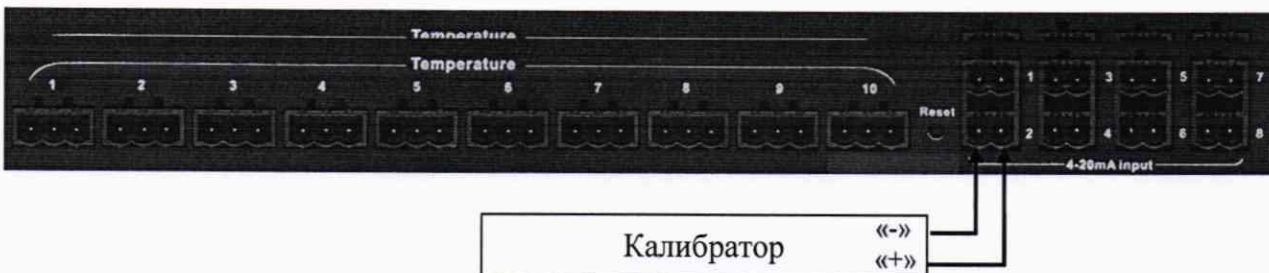 Temperature
Temperature
1 2 3 4 5 6 7 8 9 10
Reset
1 3 5 7
2 4 6 8
4-20mA input
Калибратор
«-»
«+»